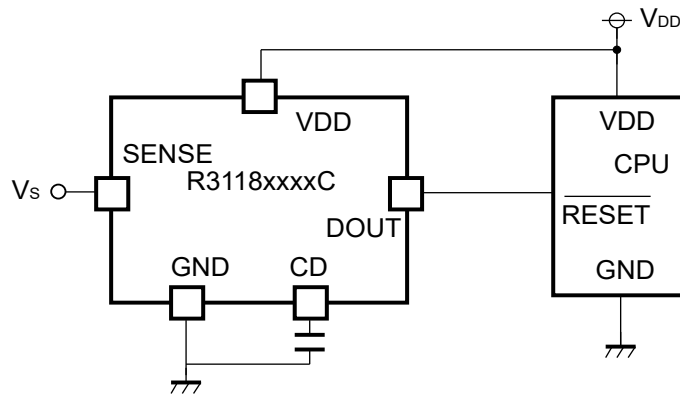 VDD
VDD
VDD
SENSE
CPU
R3118xxxxC
VS
RESET
DOUT
GND
CD
GND